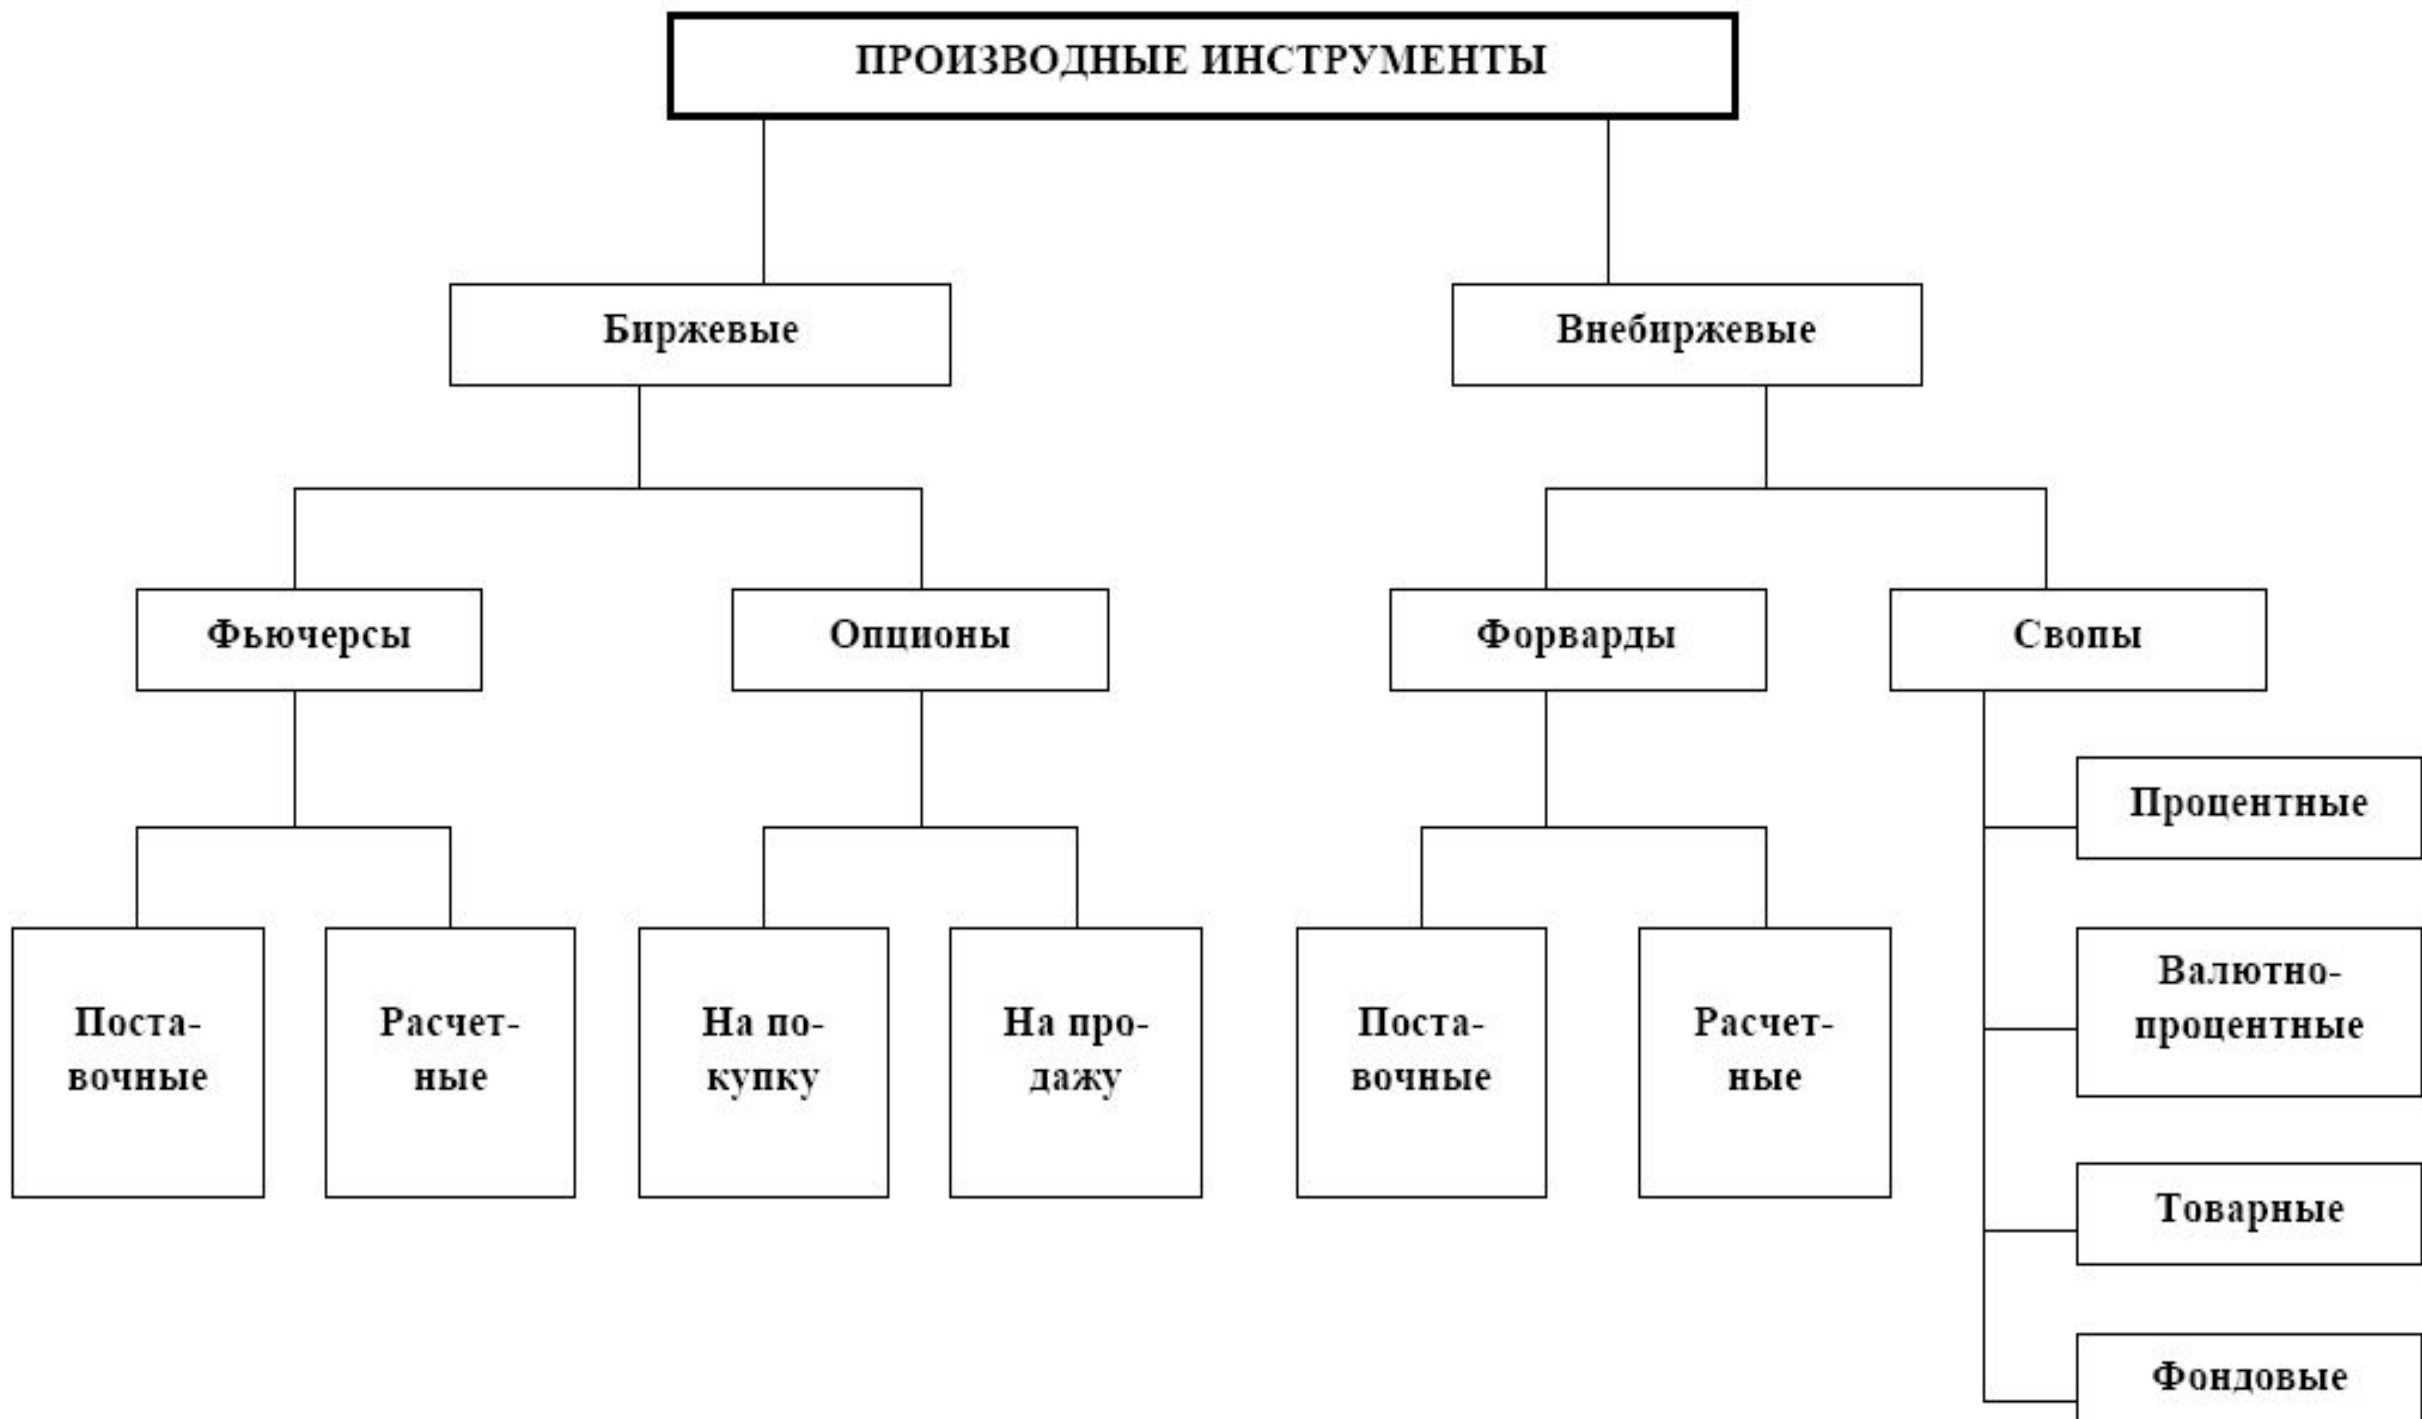 ПРОИЗВОДНЫЕ ИНСТРУМЕНТЫ
Биржевые
Внебиржевые
Фьючерсы
Опционы
Форварды
Свопы
Поста-
вочные
Расчет-
ные
На по-
купку
На про-
дажу
Поста-
вочные
Расчет-
ные
Процентные
Валютно-
процентные
Товарные
Фондовые